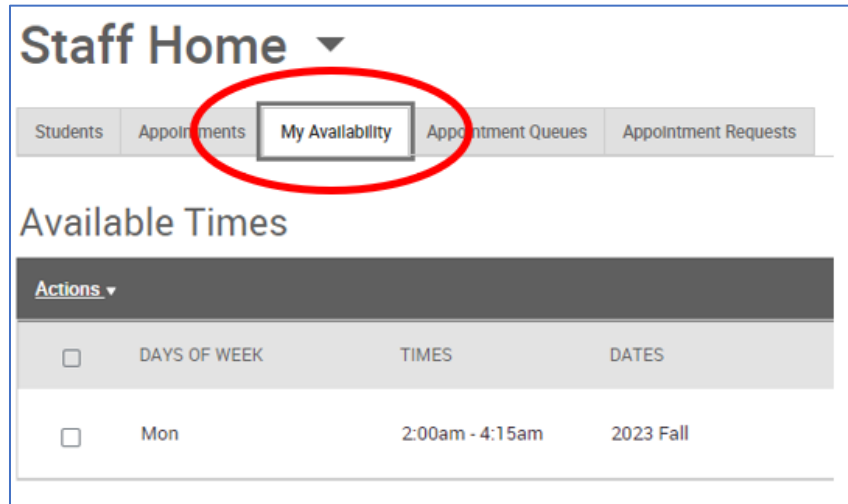 Staff Home
Students Appointments My Availability Appointment Queues Appointment Requests
Available Times
Actions
DAYS OF WEEK TIMES DATES
Mon 2:00am - 4:15am 2023 Fall